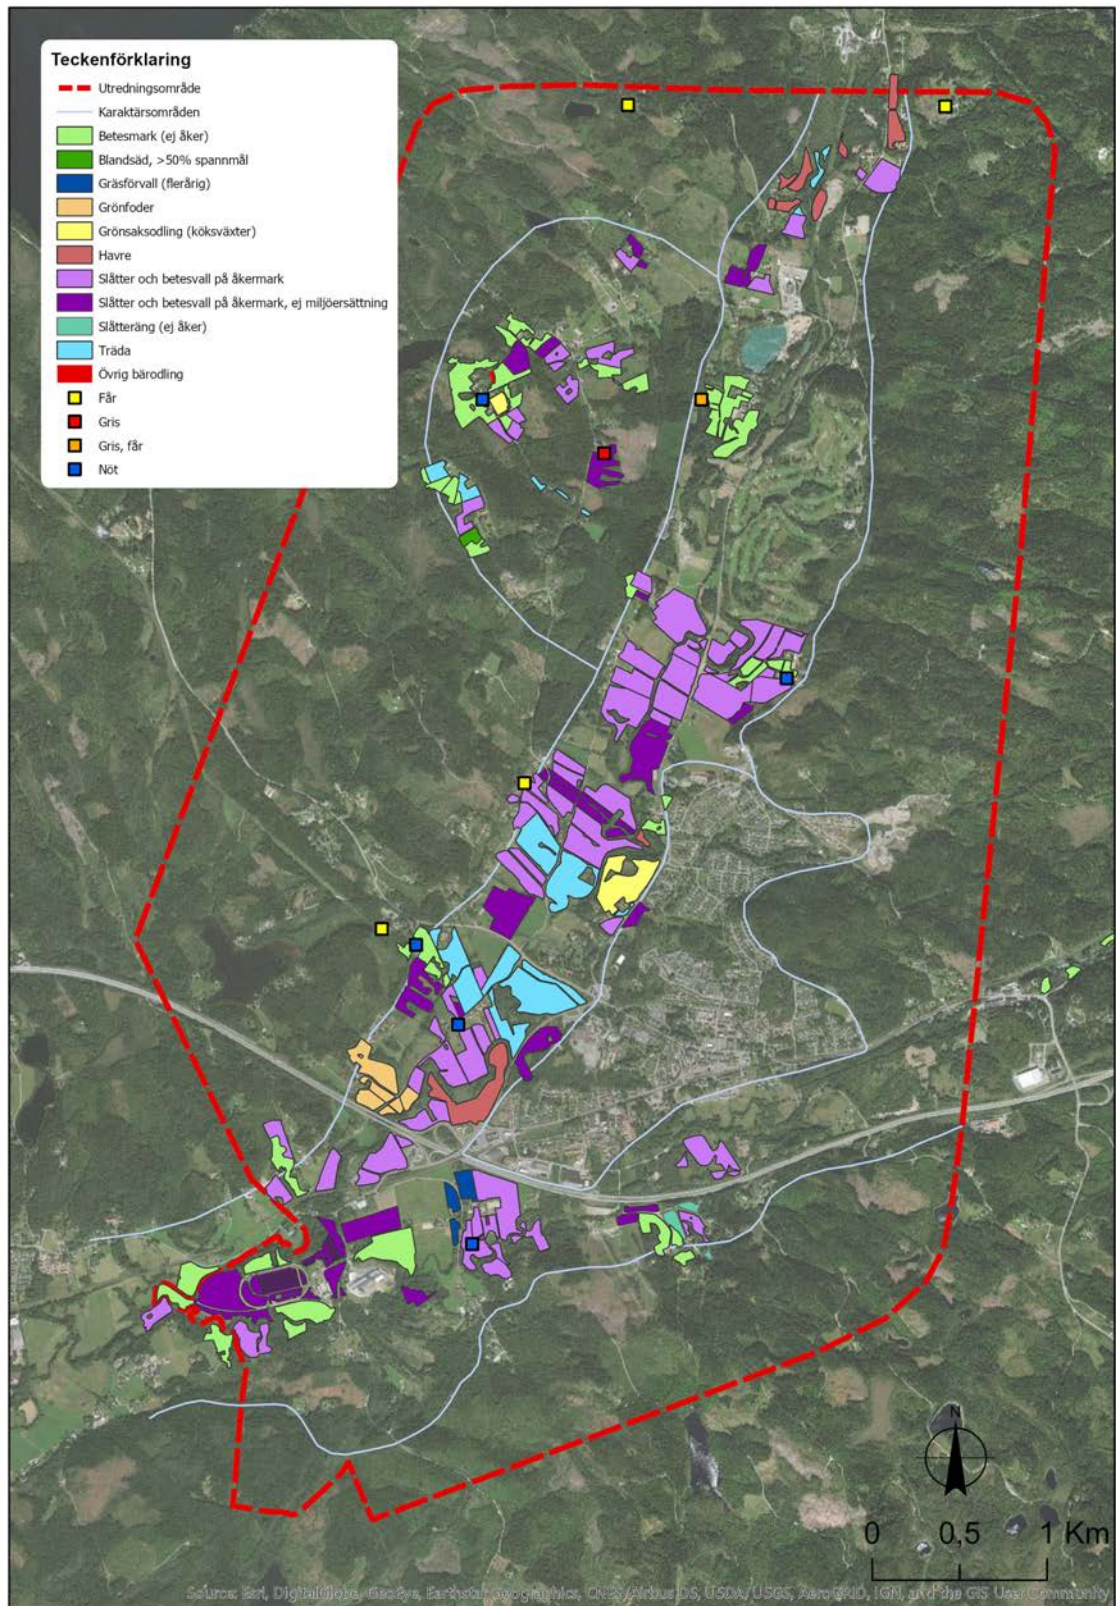 Teckenförklaring
Utredningsområde
Karaktärsområden
Betesmark (ej åker)
Blandsäd, >50% spannmål
Gräsförvall (flerårig)
Grönfoder
Grönsaksodling (köksväxter)
Havre
Slåtter och betesvall på åkermark
Slåtter och betesvall på åkermark, ej miljöersättning
Slåtteräng (ej åker)
Träda
Övrig bärodling
Får
Gris
Gris, får
Nöt
N
0 0,5 1 Km
Source: Esri, DigitalGlobe, GeoEye, Earthstar Geographics, CNES/Airbus DS, USDA, USGS, AeroGRID, IGN, and the GIS User Community